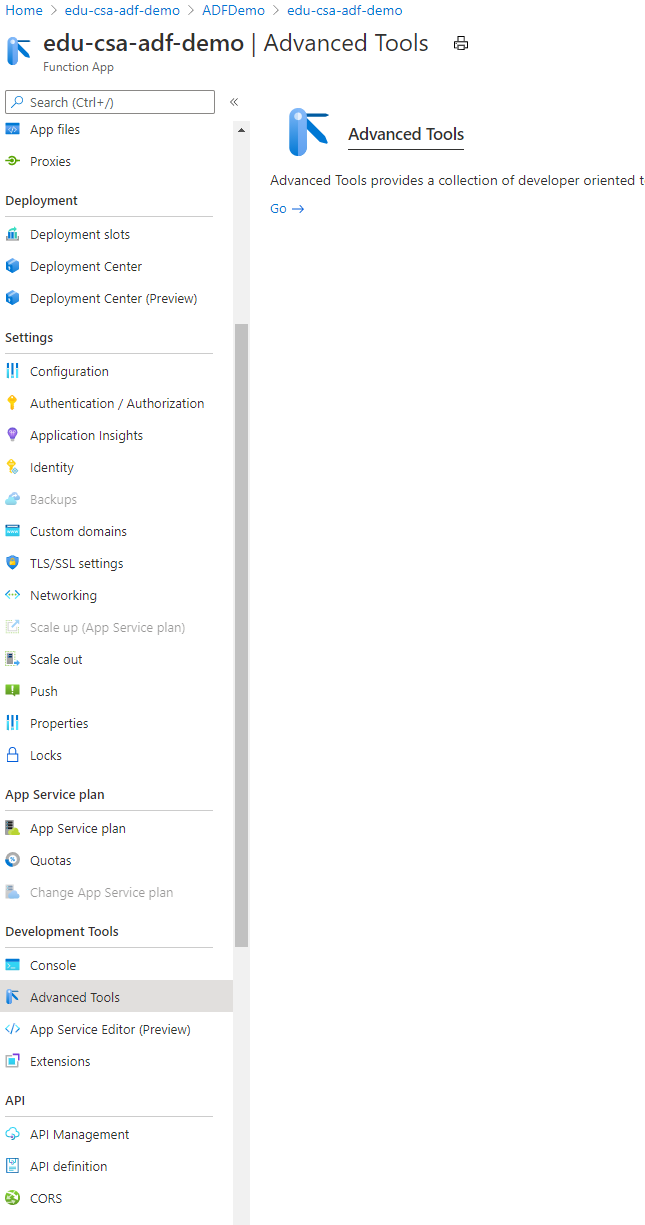 Home > edu-csa-adf-demo > ADFDemo > edu-csa-adf-demo
edu-csa-adf-demo | Advanced Tools
Function App
Search (Ctrl+/)
App files
Proxies
Deployment
Deployment slots
Deployment Center
Deployment Center (Preview)
Settings
Configuration
Authentication / Authorization
Application Insights
Identity
Backups
Custom domains
TLS/SSL settings
Networking
Scale up (App Service plan)
Scale out
Push
Properties
Locks
App Service plan
App Service plan
Quotas
Change App Service plan
Development Tools
Console
Advanced Tools
App Service Editor (Preview)
Extensions
API
API Management
API definition
CORS
Advanced Tools
Advanced Tools provides a collection of developer oriented t
Go →